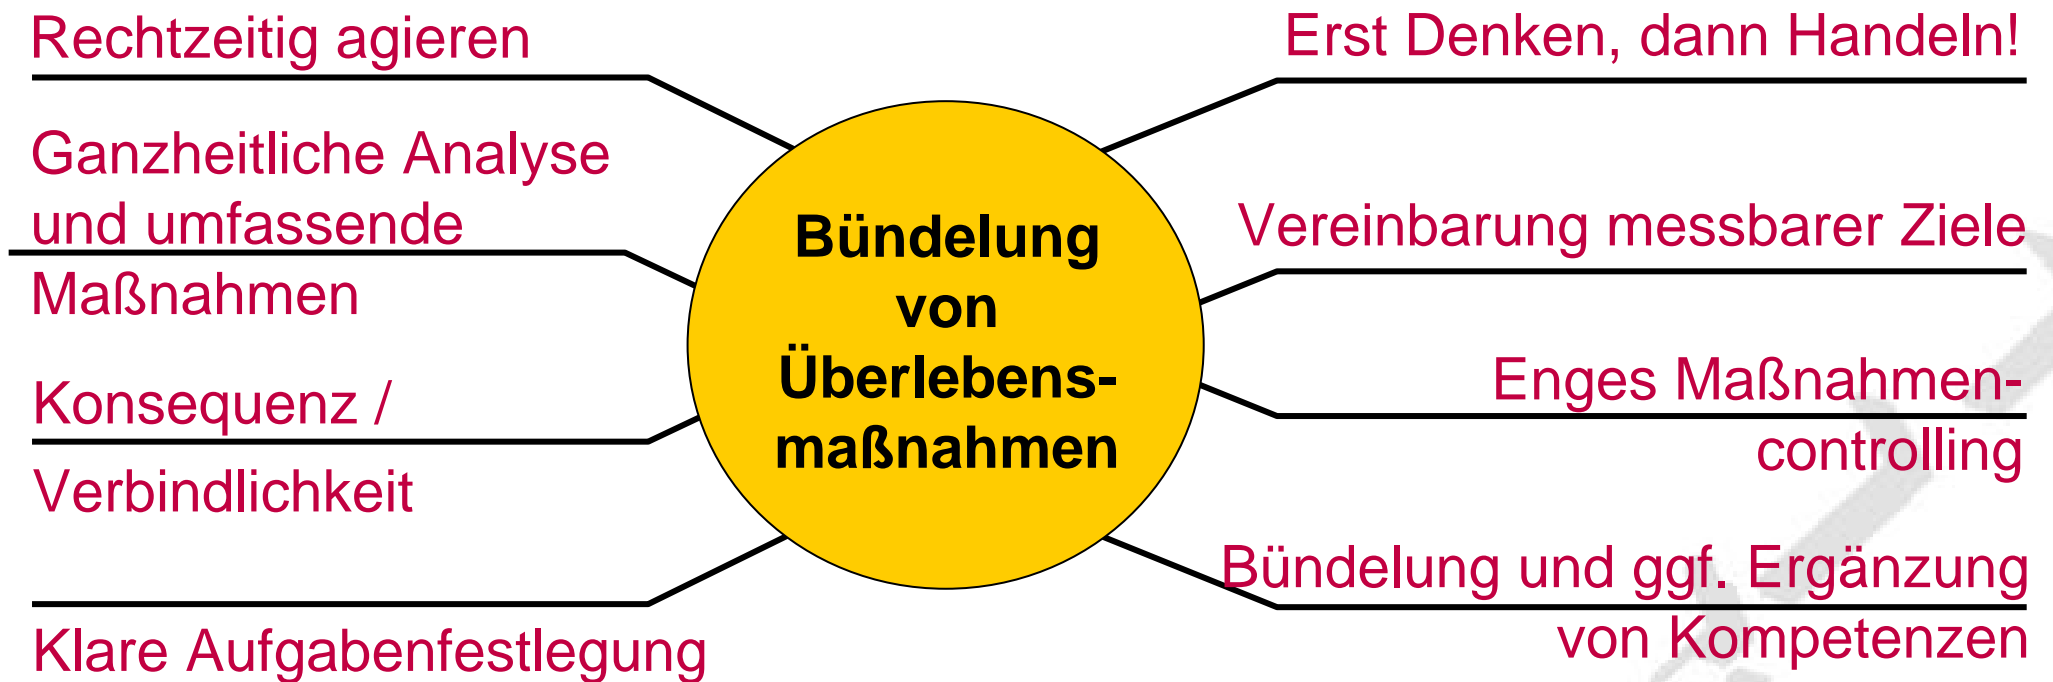 Rechtzeitig agieren
Ganzheitliche Analyse
und umfassende
Maßnahmen
Konsequenz /
Verbindlichkeit
Klare Aufgabenfestlegung
Bündelung
von
Überlebens-
maßnahmen
Erst Denken, dann Handeln!
Vereinbarung messbarer Ziele
Enges Maßnahmen-
controlling
Bündelung und ggf. Ergänzung
von Kompetenzen